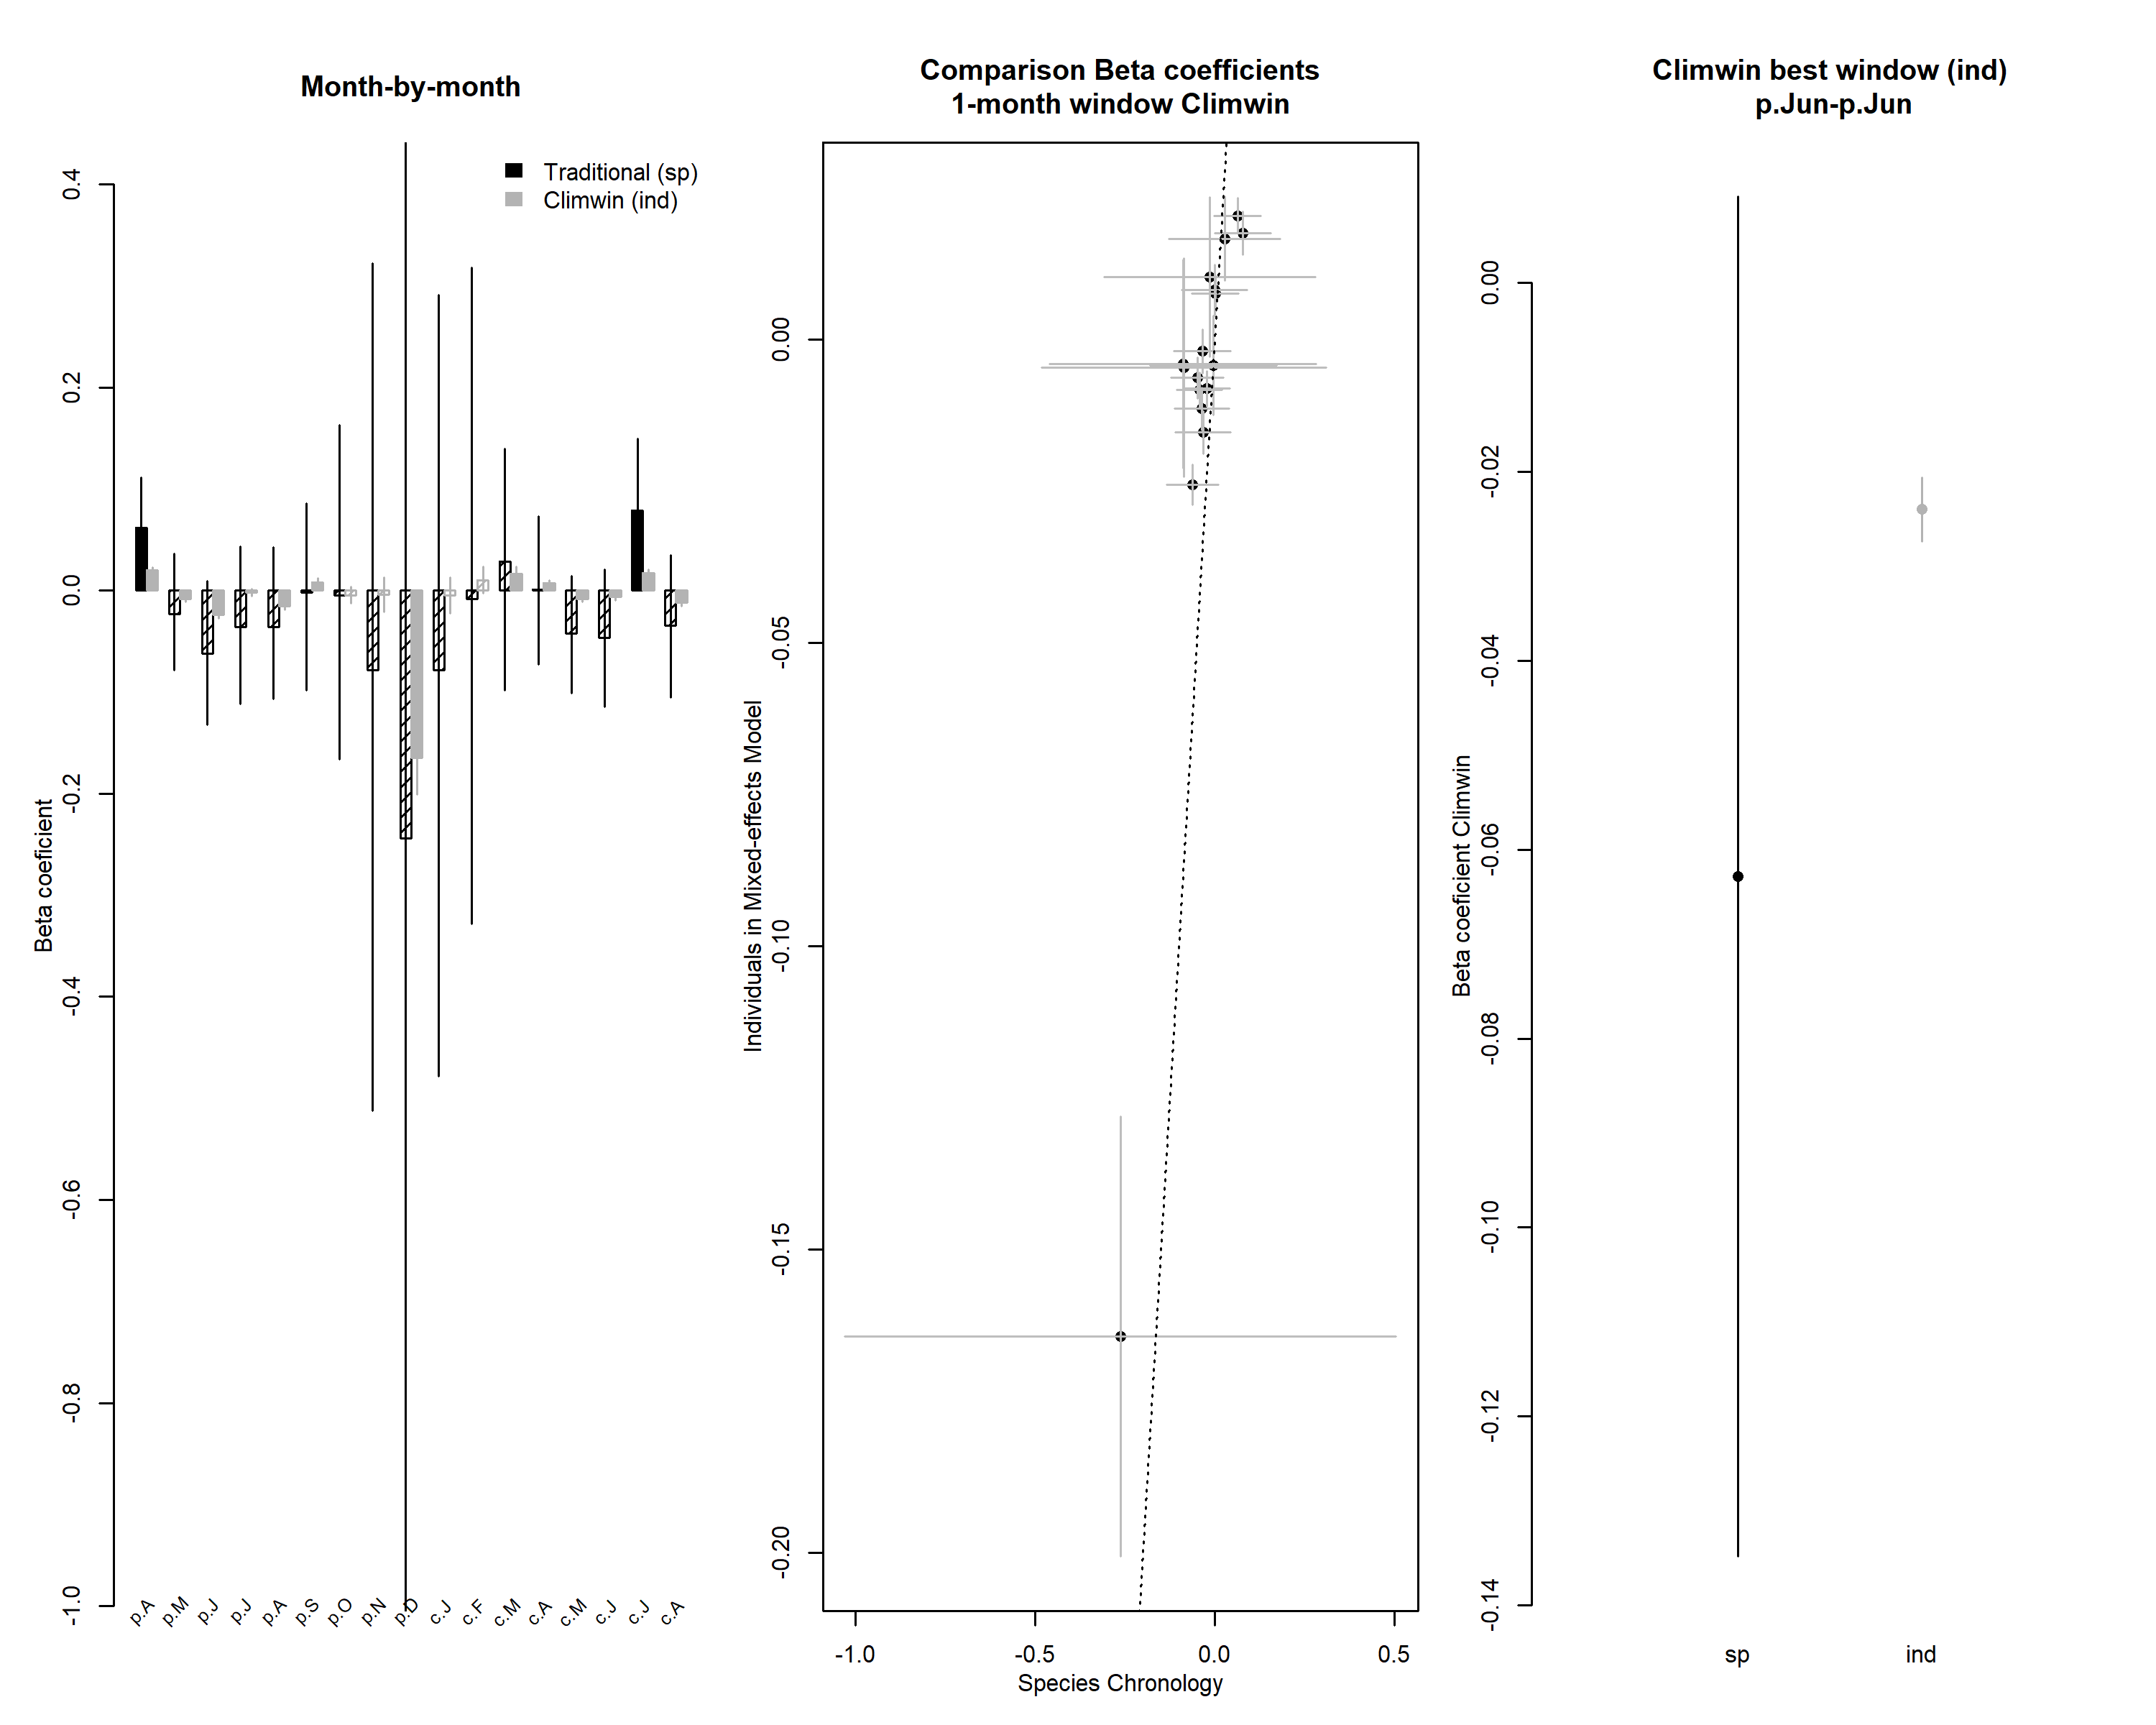 Month-by-month
Traditional (sp)
Climwin (ind)
Beta coeficient
0.4
0.2
0.0
-0.2
-0.4
-0.6
-0.8
-1.0
p.A
p.M
p.J
p.J
p.A
p.S
p.O
p.N
p.D
c.J
c.F
c.M
c.A
c.M
c.J
c.J
c.A
Comparison Beta coefficients
1-month window Climwin
Individuals in Mixed-effects Model
0.00
-0.05
-0.10
-0.15
-0.20
-1.0
-0.5
0.0
0.5
Species Chronology
Climwin best window (ind)
p.Jun-p.Jun
Beta coeficient Climwin
0.00
-0.02
-0.04
-0.06
-0.08
-0.10
-0.12
-0.14
sp
ind